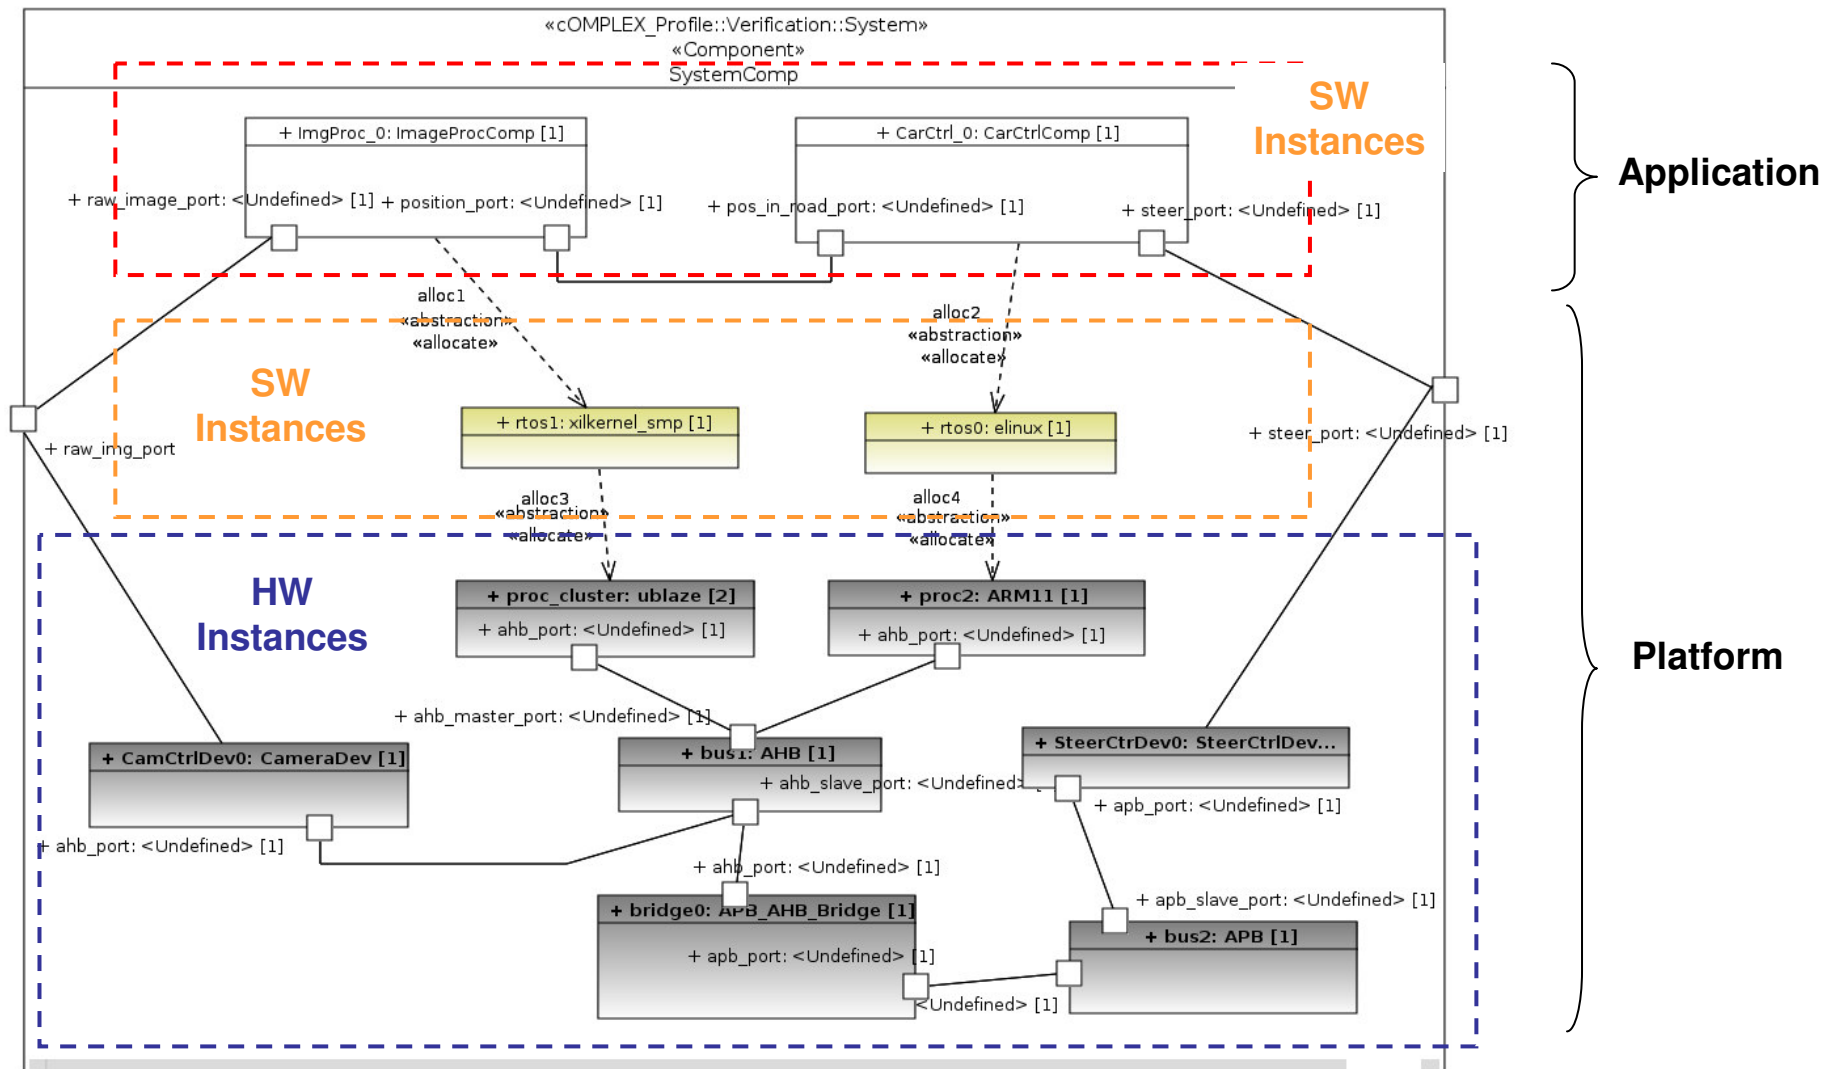 «cOMPLEX_Profile::Verification::System»
«Component»
SystemComp
SW
Instances
Application
+ ImgProc_0: ImageProcComp [1]
+ CarCtrl_0: CarCtrlComp [1]
+ raw_image_port: <Undefined> [1]
+ position_port: <Undefined> [1]
+ pos_in_road_port: <Undefined> [1]
+ steer_port: <Undefined> [1]
alloc1
«abstraction»
«allocate»
alloc2
«abstraction»
«allocate»
SW
Instances
+ rtos1: xilkernel_smp [1]
+ rtos0: elinux [1]
+ raw_img_port
+ steer_port: <Undefined> [1]
alloc3
«abstraction»
«allocate»
alloc4
«abstraction»
«allocate»
HW
Instances
+ proc_cluster: ublaze [2]
+ ahb_port: <Undefined> [1]
+ proc2: ARM11 [1]
+ ahb_port: <Undefined> [1]
Platform
+ ahb_master_port: <Undefined> [1]
+ CamCtrlDev0: CameraDev [1]
+ bus1: AHB [1]
+ SteerCtrDev0: SteerCtrlDev...
+ ahb_slave_port: <Undefined>
+ apb_port: <Undefined> [1]
+ ahb_port: <Undefined> [1]
+ ahb_port: <Undefined> [1]
+ bridge0: APB_AHB_Bridge [1]
+ apb_slave_port: <Undefined> [1]
+ bus2: APB [1]
+ apb_port: <Undefined> [1]
<Undefined> [1]